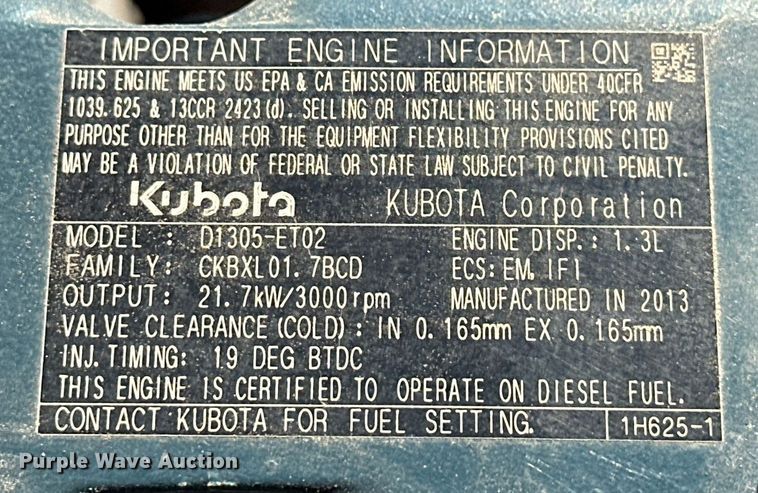 IMPORTANT ENGINE INFORMATION
THIS ENGINE MEETS US EPA & CA EMISSION REQUIREMENTS UNDER 40CFR
1039.625 & 13CCR 2423(d). SELLING OR INSTALLING THIS ENGINE FOR ANY
PURPOSE OTHER THAN FOR THE EQUIPMENT FLEXIBILITY PROVISIONS CITED
MAY BE A VIOLATION OF FEDERAL OR STATE LAW SUBJECT TO CIVIL PENALTY.
Kubota KUBOTA Corporation
MODEL : D1305-ET02 ENGINE DISP.: 1.3L
FAMILY: CKBXL01.7BCD ECS: EM, IFI
OUTPUT: 21.7kW/3000rpm MANUFACTURED IN 2013
VALVE CLEARANCE (COLD): IN 0.165mm EX 0.165mm
INJ. TIMING: 19 DEG BTDC
THIS ENGINE IS CERTIFIED TO OPERATE ON DIESEL FUEL.
CONTACT KUBOTA FOR FUEL SETTING. 1H625-1
Purple Wave Auction